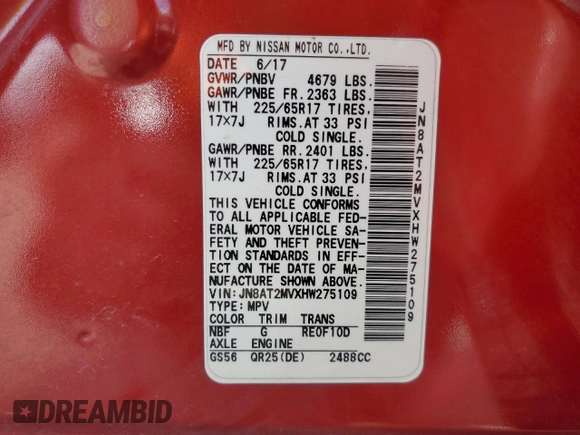 MFD BY NISSAN MOTOR CO.,LTD.
DATE 6/17
GVWR/PNBV 4679 LBS.
GAWR/PNBE FR. 2363 LBS.
WITH 225/65R17 TIRES.
17×7J RIMS.AT 33 PSI
COLD SINGLE.
GAWR/PNBE RR. 2401 LBS.
WITH 225/65R17 TIRES.
17×7J RIMS.AT 33 PSI
COLD SINGLE.
THIS VEHICLE CONFORMS
TO ALL APPLICABLE FED-
ERAL MOTOR VEHICLE SA-
FETY AND THEFT PREVEN-
TION STANDARDS IN EFF-
ECT ON THE DATE OF MA-
NUFACTURE SHOWN ABOVE.
VIN:JN8AT2MVXHW275109
TYPE:MPV
COLOR TRIM TRANS
NBF G RE0F10D
AXLE ENGINE
GS56 QR25(DE) 2488CC
JN8AT2MVXHW275109
DREAMBID